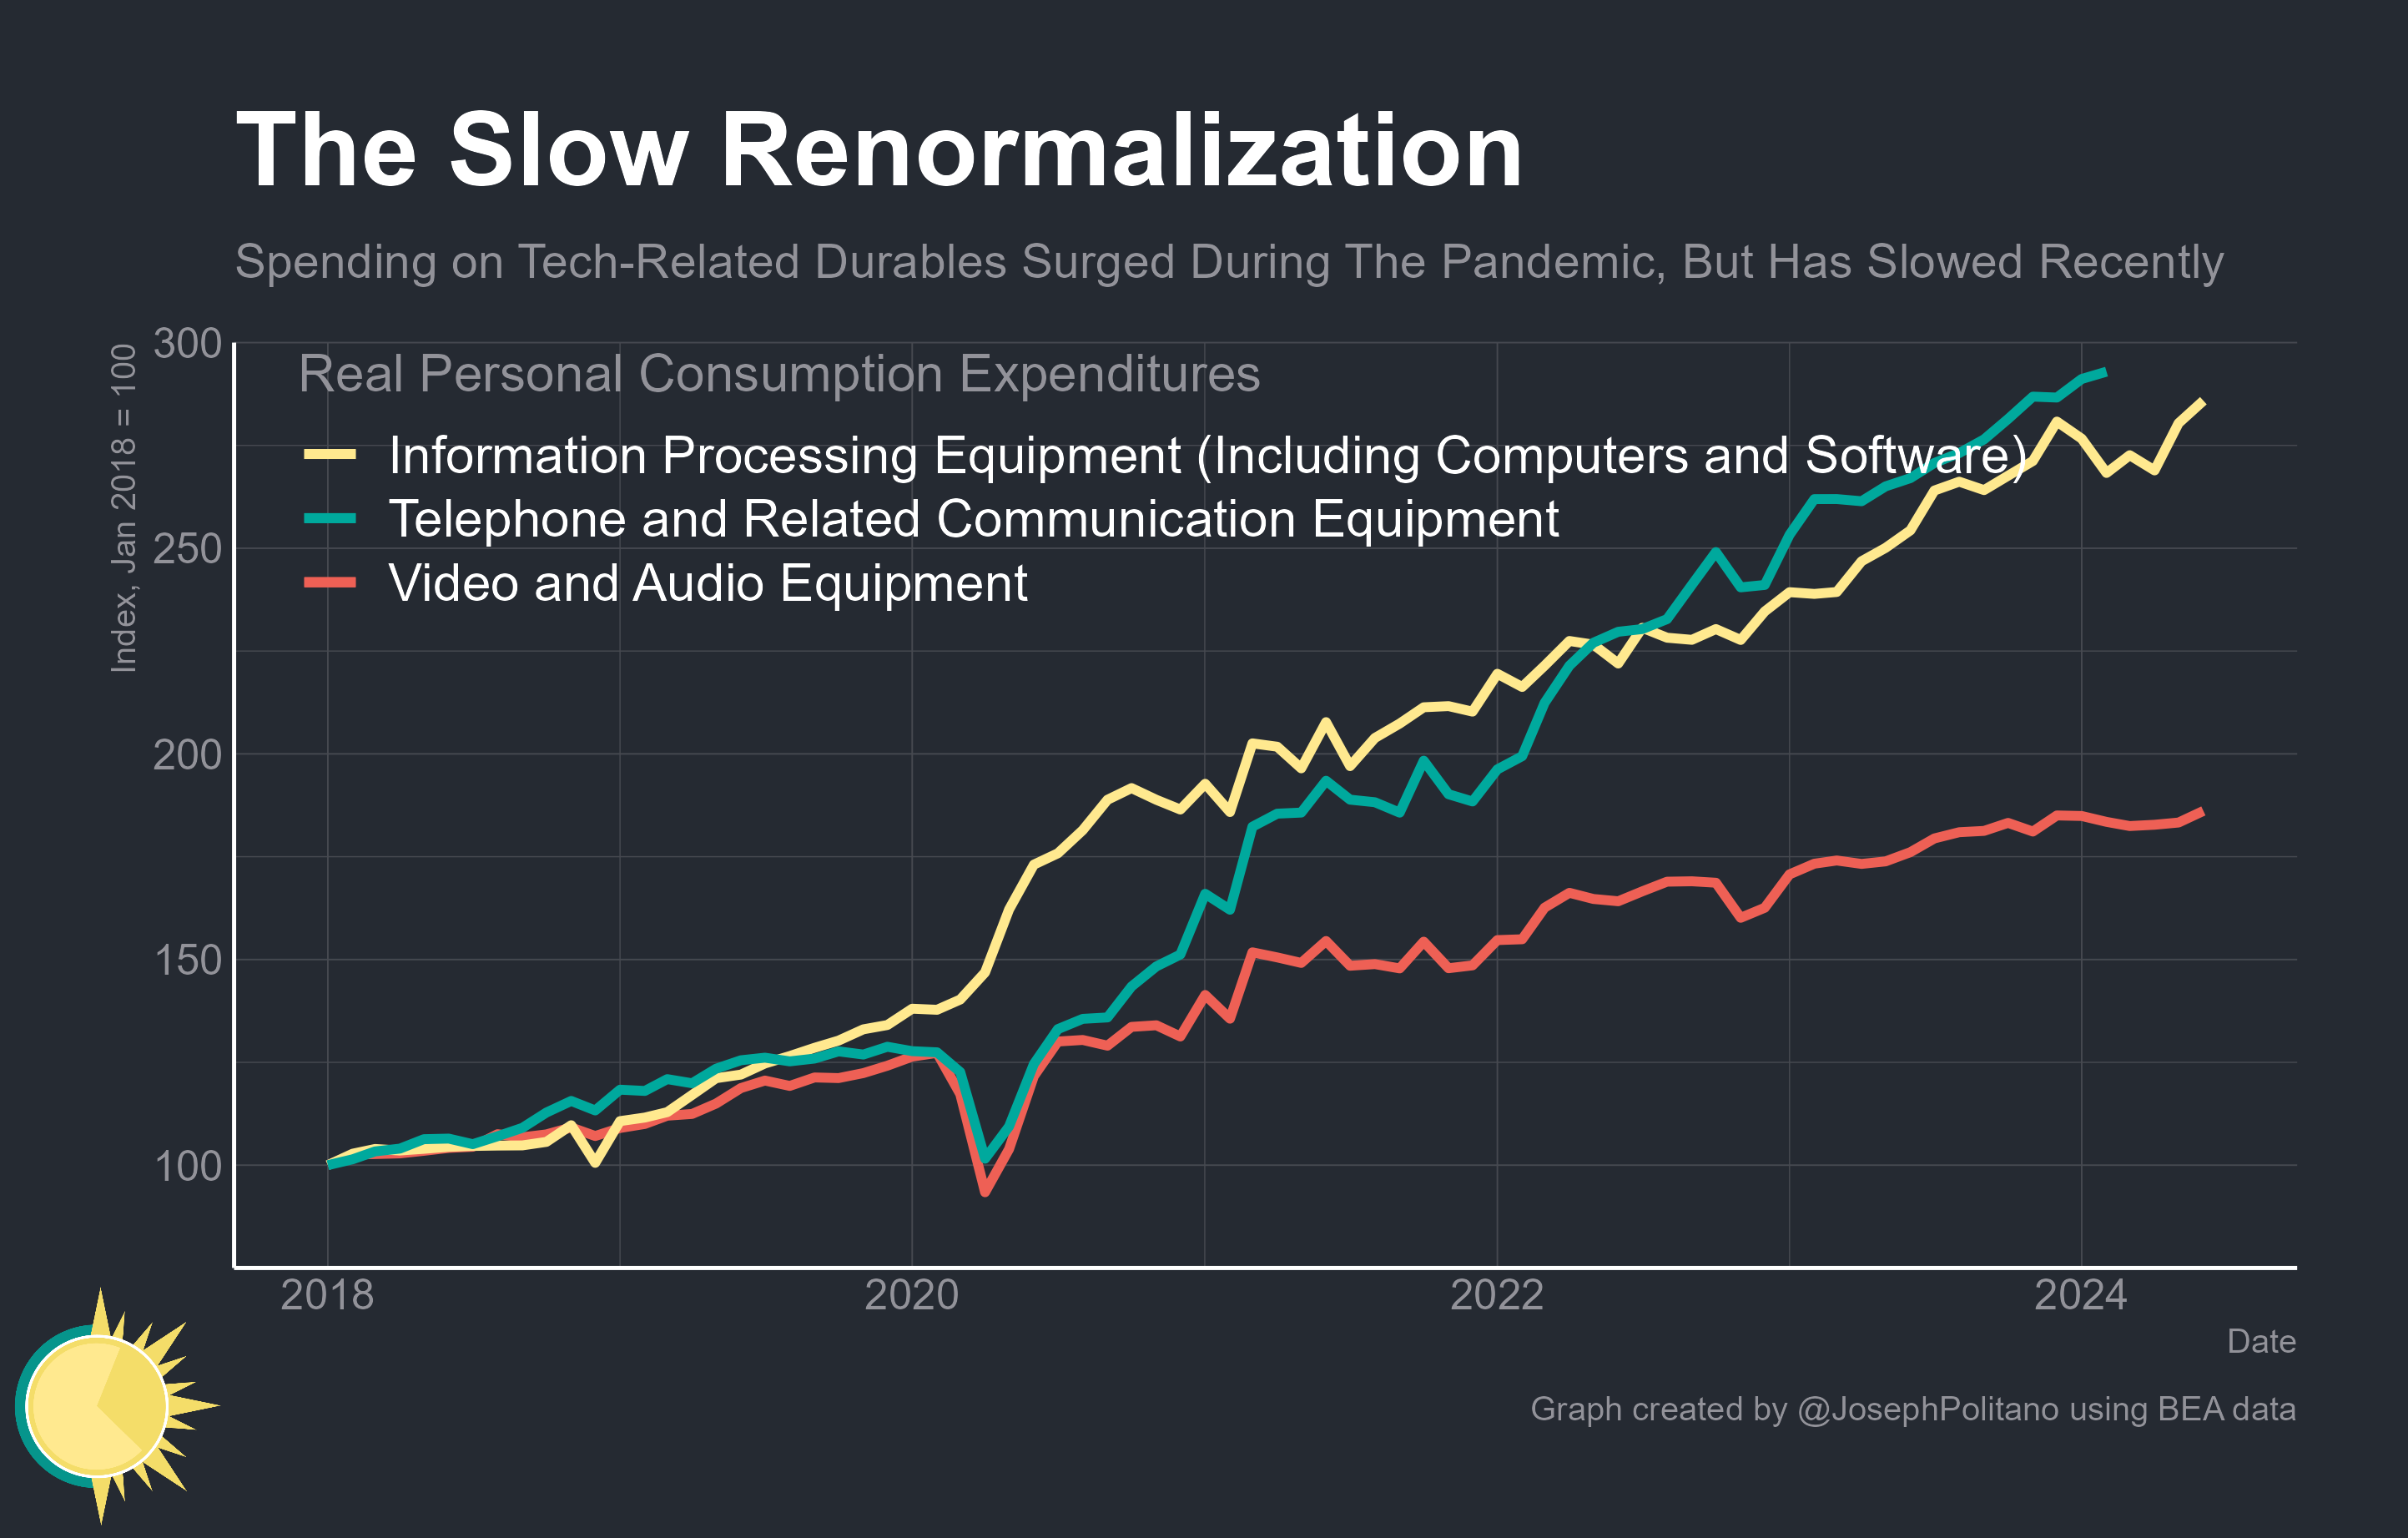 The Slow Renormalization
Spending on Tech-Related Durables Surged During The Pandemic, But Has Slowed Recently
Index, Jan 2018 = 100
300
250
200
150
100
Real Personal Consumption Expenditures
Information Processing Equipment (Including Computers and Software)
Telephone and Related Communication Equipment
Video and Audio Equipment
2018 2020 2022 2024
Date
Graph created by @JosephPolitano using BEA data